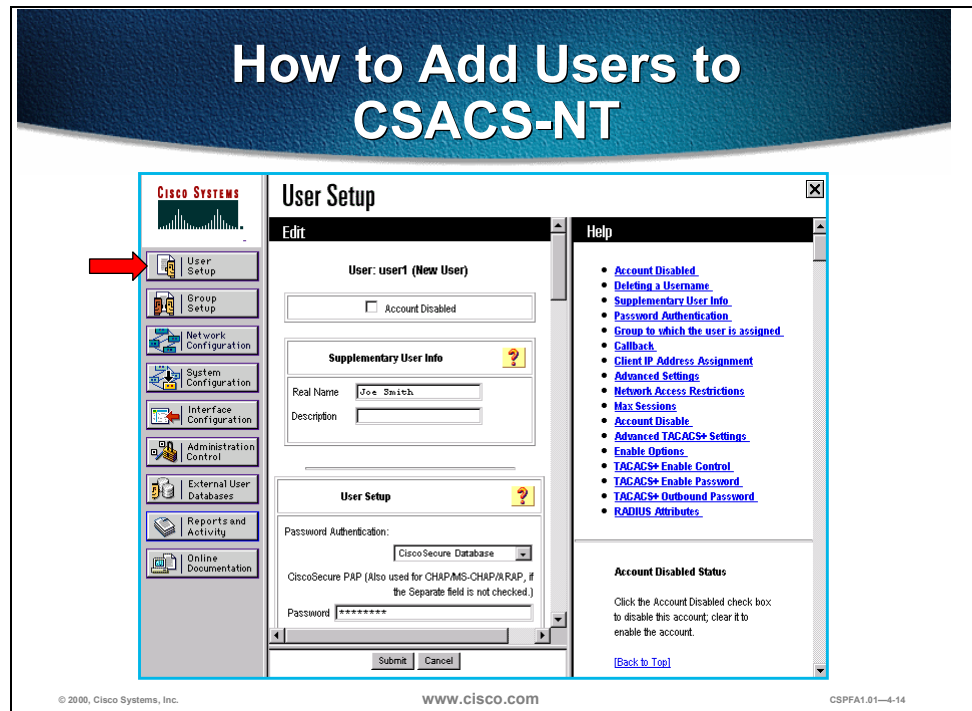 How to Add Users to
CSACS-NT
CISCO SYSTEMS
User
Setup
Group
Setup
Network
Configuration
System
Configuration
Interface
Configuration
Administration
Control
External User
Databases
Reports and
Activity
Online
Documentation
User Setup
Edit
User: user1 (New User)
Account Disabled
Supplementary User Info
?
Real Name Joe Smith
Description
User Setup
?
Password Authentication:
CiscoSecure Database
CiscoSecure PAP (Also used for CHAP/MS-CHAP/ARAP, if
the Separate field is not checked.)
Password ********
Submit Cancel
Help
• Account Disabled
• Deleting a Username
• Supplementary User Info
• Password Authentication
• Group to which the user is assigned
• Callback
• Client IP Address Assignment
• Advanced Settings
• Network Access Restrictions
• Max Sessions
• Account Disable
• Advanced TACACS+ Settings
• Enable Options
• TACACS+ Enable Control
• TACACS+ Enable Password
• TACACS+ Outbound Password
• RADIUS Attributes
Account Disabled Status
Click the Account Disabled check box
to disable this account; clear it to
enable the account.
[Back to Top]
© 2000, Cisco Systems, Inc.
www.cisco.com
CSPFA1.01—4-14